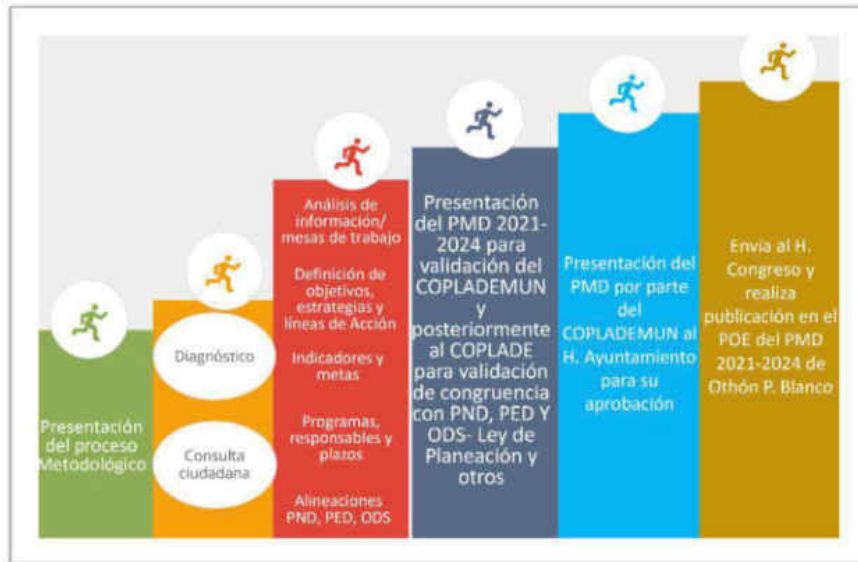 Presentación
del proceso
Metodológico
Diagnóstico
Consulta
ciudadana
Análisis de
información/
mesas de trabajo
Definición de
objetivos,
estrategias y
líneas de Acción
Indicadores y
metas
Programas,
responsables y
plazos
Alineaciones
PND, PED, ODS
Presentación
del PMD 2021-
2024 para
validación del
COPLADEMUN
y
posteriormente
al COPLADE
para validación
de congruencia
con PND, PED Y
ODS- Ley de
Planeación y
otros
Presentación del
PMD por parte
del
COPLADEMUN al
H. Ayuntamiento
para su
aprobación
Envia al H.
Congreso y
realiza
publicación en el
POE del PMD
2021-2024 de
Othón P. Blanco